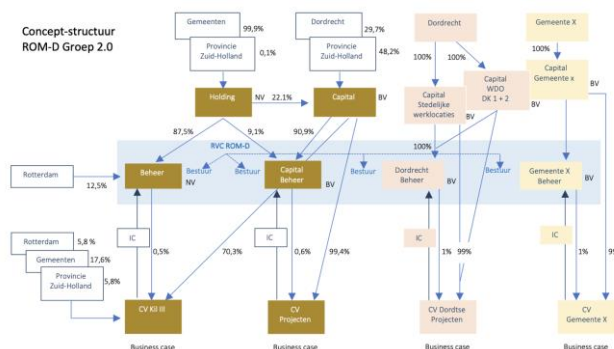 Concept-structuur
ROM-D Groep 2.0
Gemeenten
99,9%
Provincie
Zuid-Holland
0,1%
Dordrecht
29,7%
Provincie
Zuid-Holland
48,2%
Dordrecht
100%
100%
Gemeente X
100%
Capital
Gemeente x
BV
Holding
NV
22,1%
Capital
BV
Capital
Stedelijke
werklocaties
BV
Capital
WDO
DK 1 + 2
BV
87,5%
9,1%
90,9%
100%
RVC ROM-D
Rotterdam
12,5%
Beheer
NV
Bestuur
Bestuur
Capital
Beheer
BV
Bestuur
Dordrecht
Beheer
BV
Bestuur
Gemeente X
Beheer
BV
IC
0,5%
70,3%
IC
0,6%
99,4%
IC
1%
99%
IC
1%
99
Rotterdam
5,8 %
Gemeenten
17,6%
Provincie
Zuid-Holland
5,8%
CV Kil III
CV
Projecten
CV Dordtse
Projecten
CV
Gemeente X
Business case
Business case
Business case
Business case